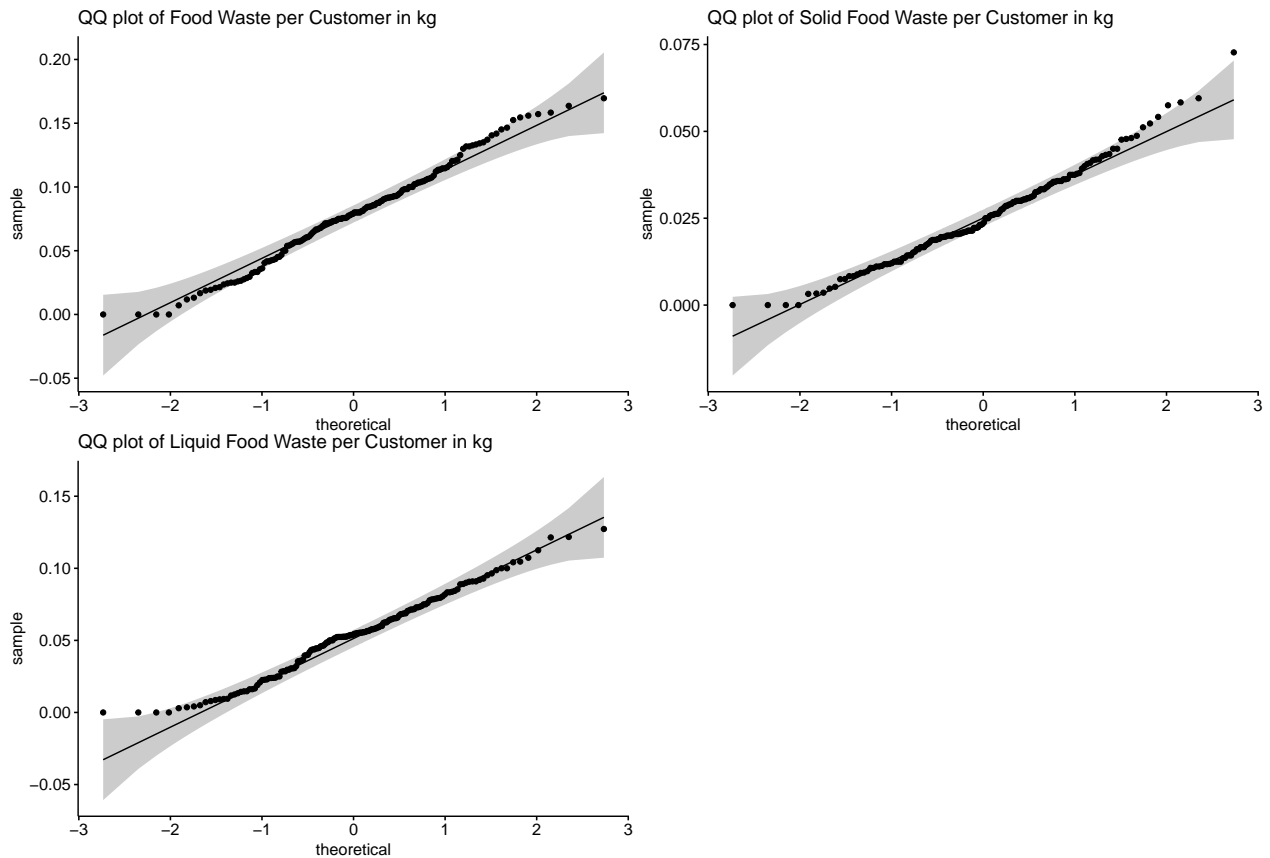 QQ plot of Food Waste per Customer in kg
0.20
0.15
0.10
0.05
0.00
−0.05
sample
−3 −2 −1 0 1 2 3
theoretical
QQ plot of Solid Food Waste per Customer in kg
0.075
0.050
0.025
0.000
sample
−3 −2 −1 0 1 2 3
theoretical
QQ plot of Liquid Food Waste per Customer in kg
0.15
0.10
0.05
0.00
−0.05
sample
−3 −2 −1 0 1 2 3
theoretical